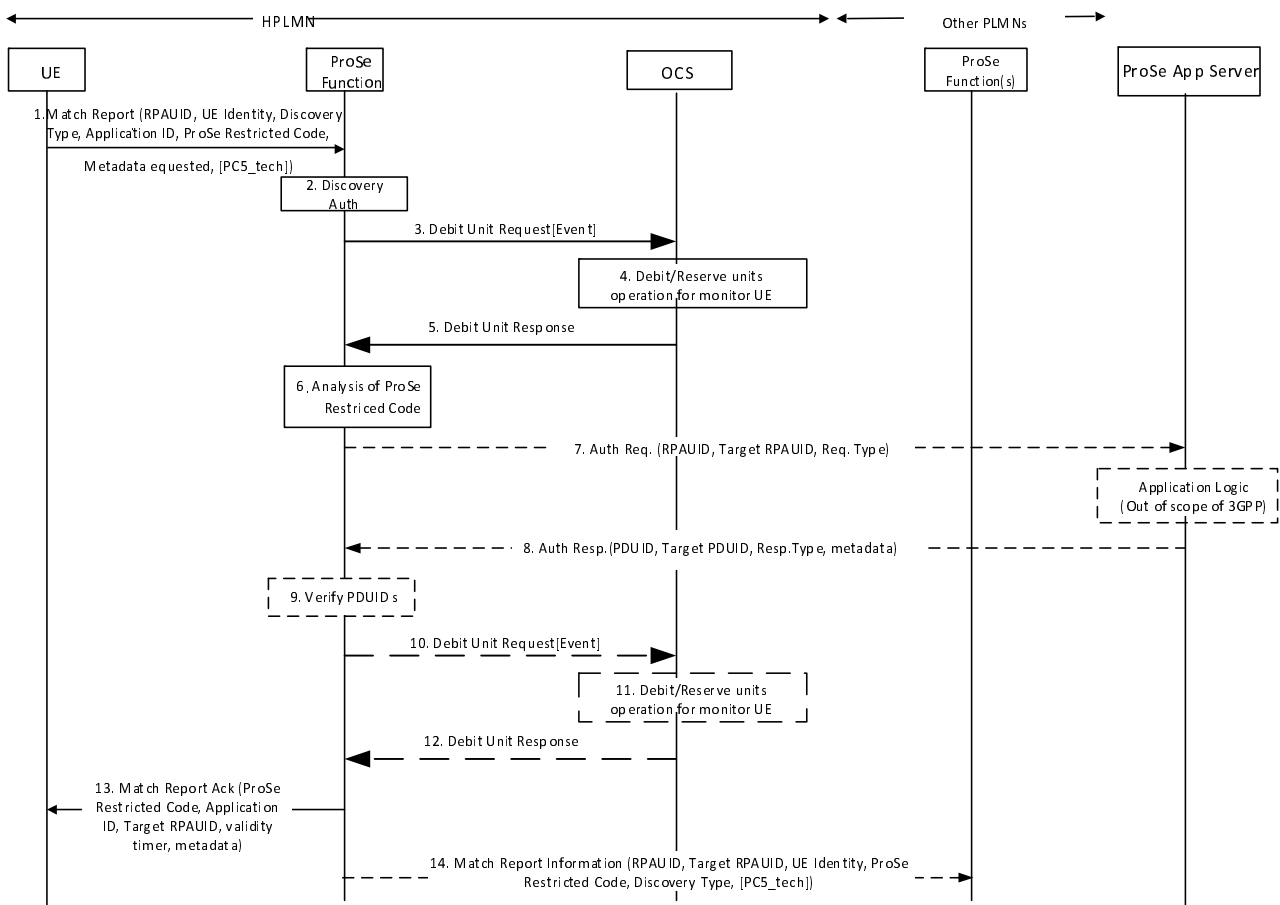 HPLMN
Other PLMNs
UE
ProSe
Function
OCS
ProSe
Function(s)
ProSe App Server
1.Match Report (RPAUID, UE Identity, Discovery
Type, Application ID, ProSe Restricted Code,
Metadata equested, [PC5_tech])
2. Discovery
Auth
3. Debit Unit Request[Event]
4. Debit/Reserve units
operation for monitor UE
5. Debit Unit Response
6. Analysis of ProSe
Restriced Code
7. Auth Req. (RPAUID, Target RPAUID, Req. Type)
Application Logic
(Out of scope of 3GPP)
8. Auth Resp.(PDUID, Target PDUID, Resp.Type, metadata)
9. Verify PDUIDs
10. Debit Unit Request[Event]
11. Debit/Reserve units
operation for monitor UE
12. Debit Unit Response
13. Match Report Ack (ProSe
Restricted Code, Application
ID, Target RPAUID, validity
timer, metadata)
14. Match Report Information (RPAUID, Target RPAUID, UE Identity, ProSe
Restricted Code, Discovery Type, [PC5_tech])